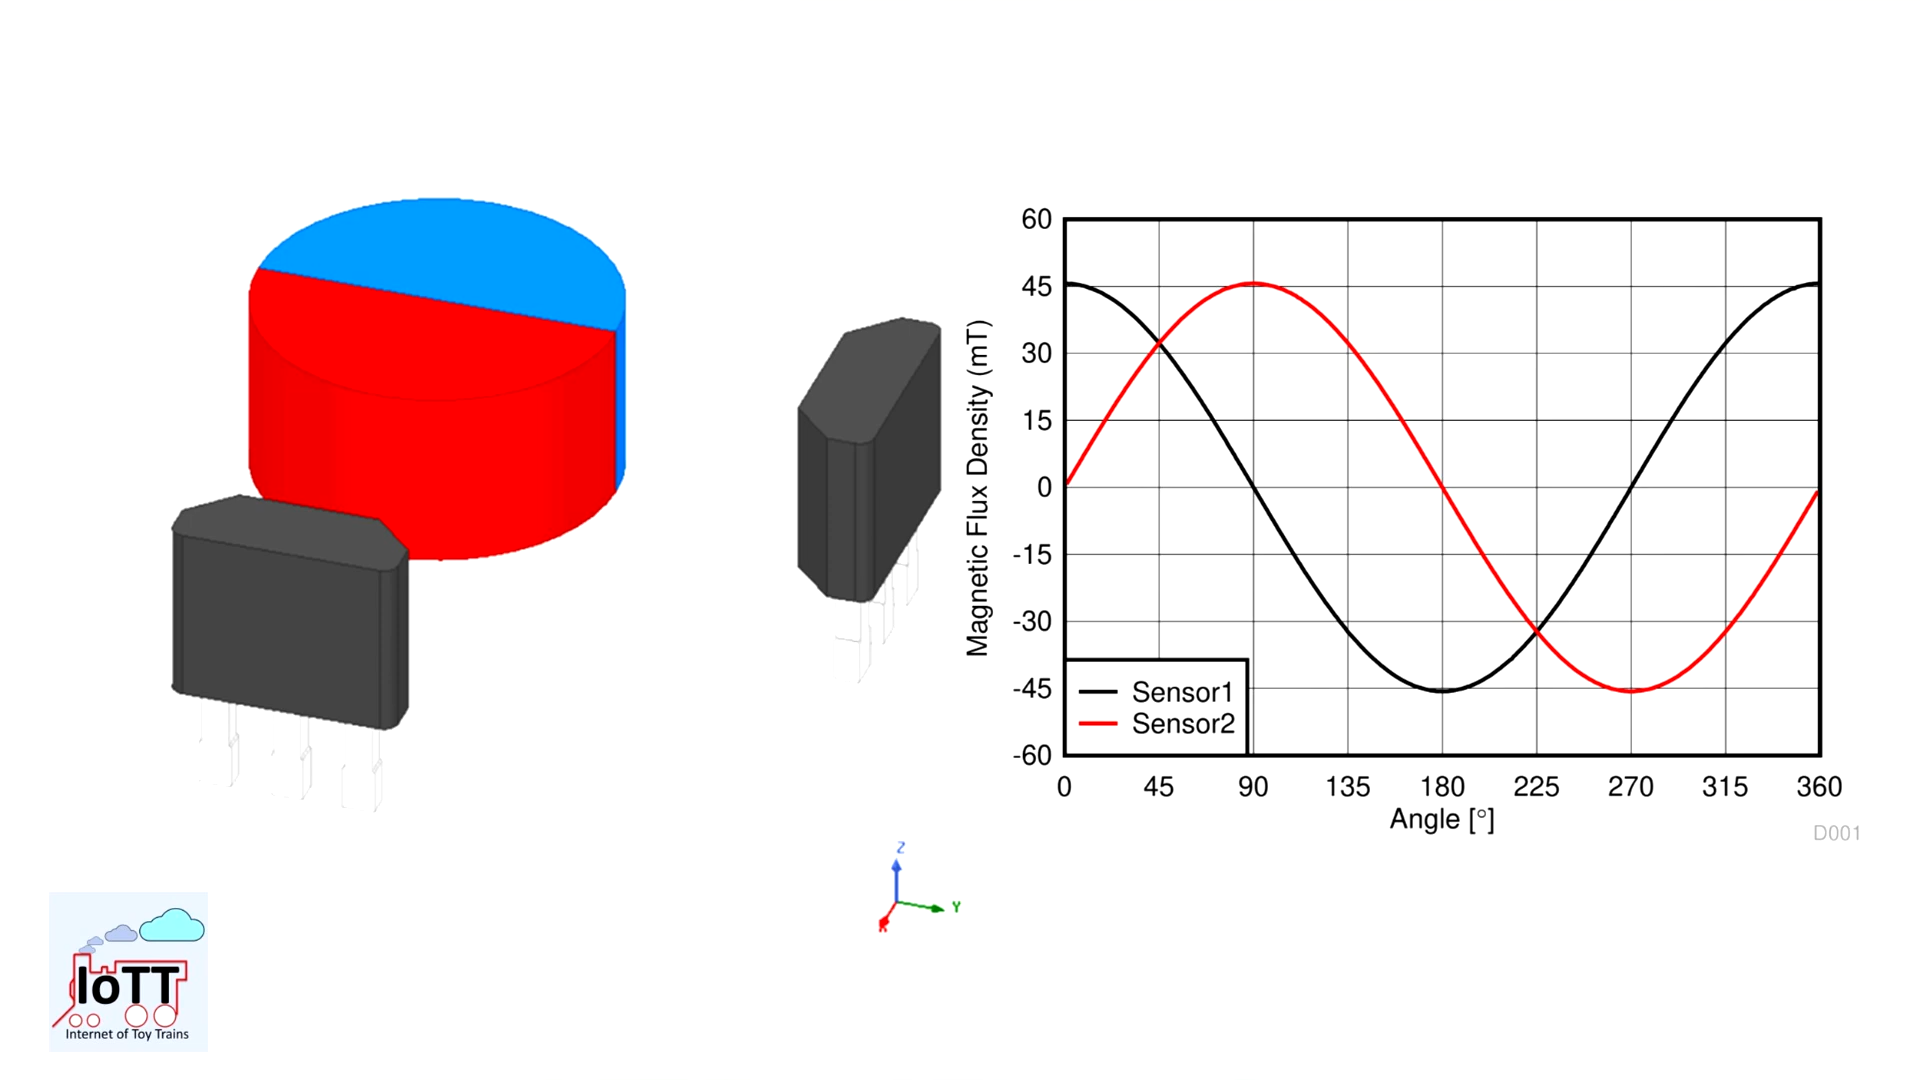 60
45
30
15
0
-15
-30
-45
-60
Magnetic Flux Density (mT)
Sensor1
Sensor2
0 45 90 135 180 225 270 315 360
Angle [°]
D001
Z
Y
X
IoTT
Internet of Toy Trains